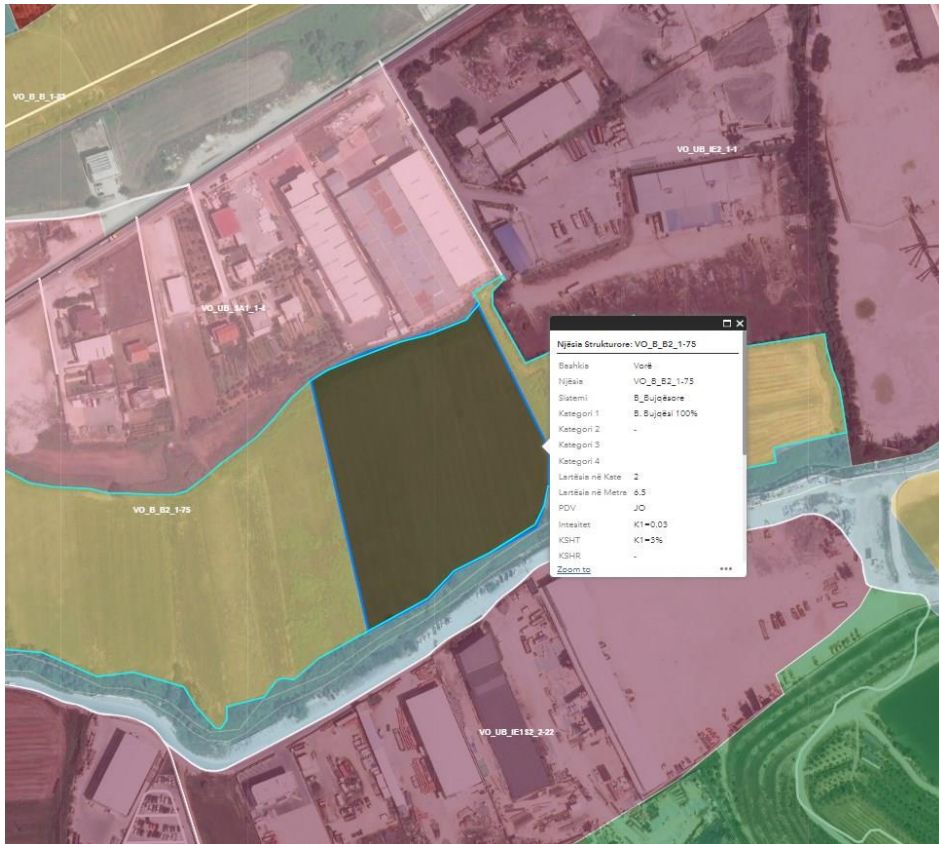 VO_B_B_1-83
VO_UB_IE2_1-1
VO_UB_SA1_1-4
VO_B_B2_1-75
VO_UB_IE1S2_2-22
Njësia Strukturore: VO_B_B2_1-75
Bashkia Vorë
Njësia VO_B_B2_1-75
Sistemi B_Bujqësore
Kategori 1 B. Bujqësi 100%
Kategori 2 -
Kategori 3
Kategori 4
Lartësia në Kate 2
Lartësia në Metra 6.5
PDV JO
Intesitet K1=0.03
KSHT K1=3%
KSHR -
Zoom to